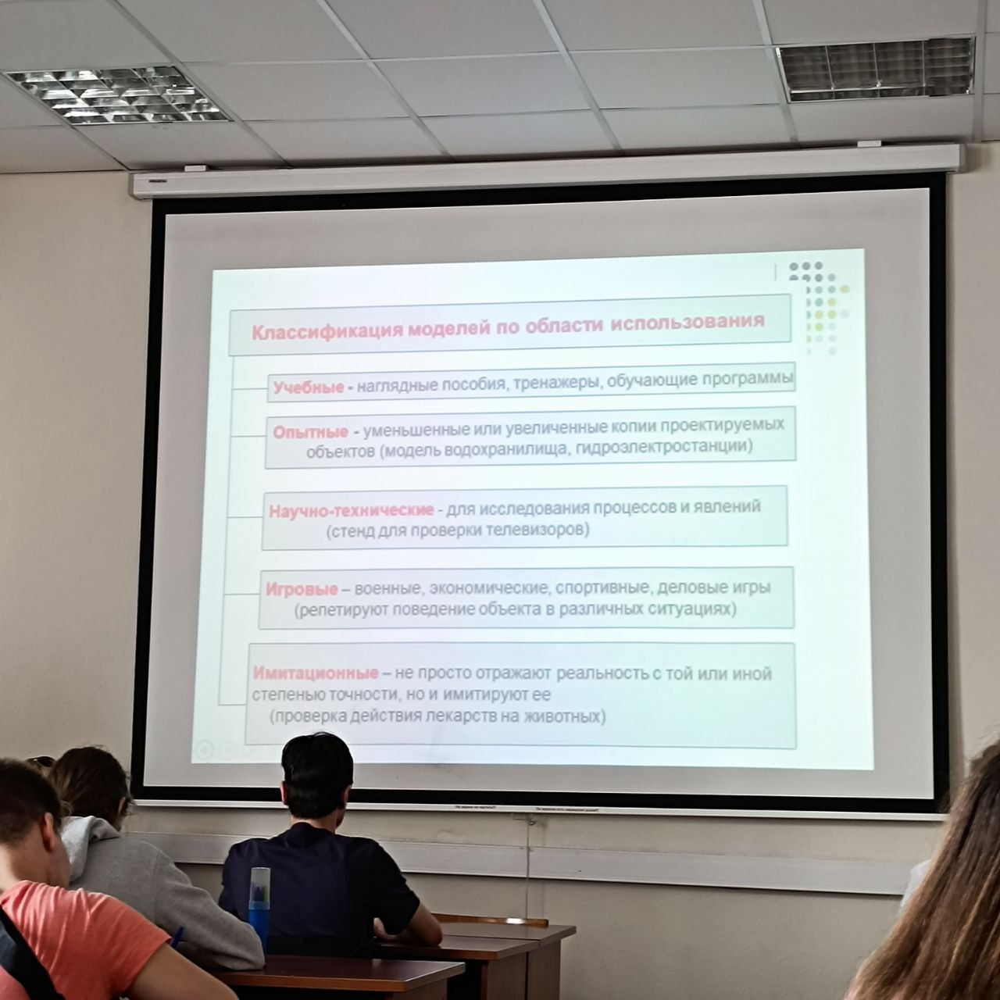 Классификация моделей по области использования
Учебные - наглядные пособия, тренажеры, обучающие программы
Опытные - уменьшенные или увеличенные копии проектируемых
объектов (модель водохранилища, гидроэлектростанции)
Научно-технические - для исследования процессов и явлений
(стенд для проверки телевизоров)
Игровые – военные, экономические, спортивные, деловые игры
(репетируют поведение объекта в различных ситуациях)
Имитационные – не просто отражают реальность с той или иной
степенью точности, но и имитируют ее
(проверка действия лекарств на животных)